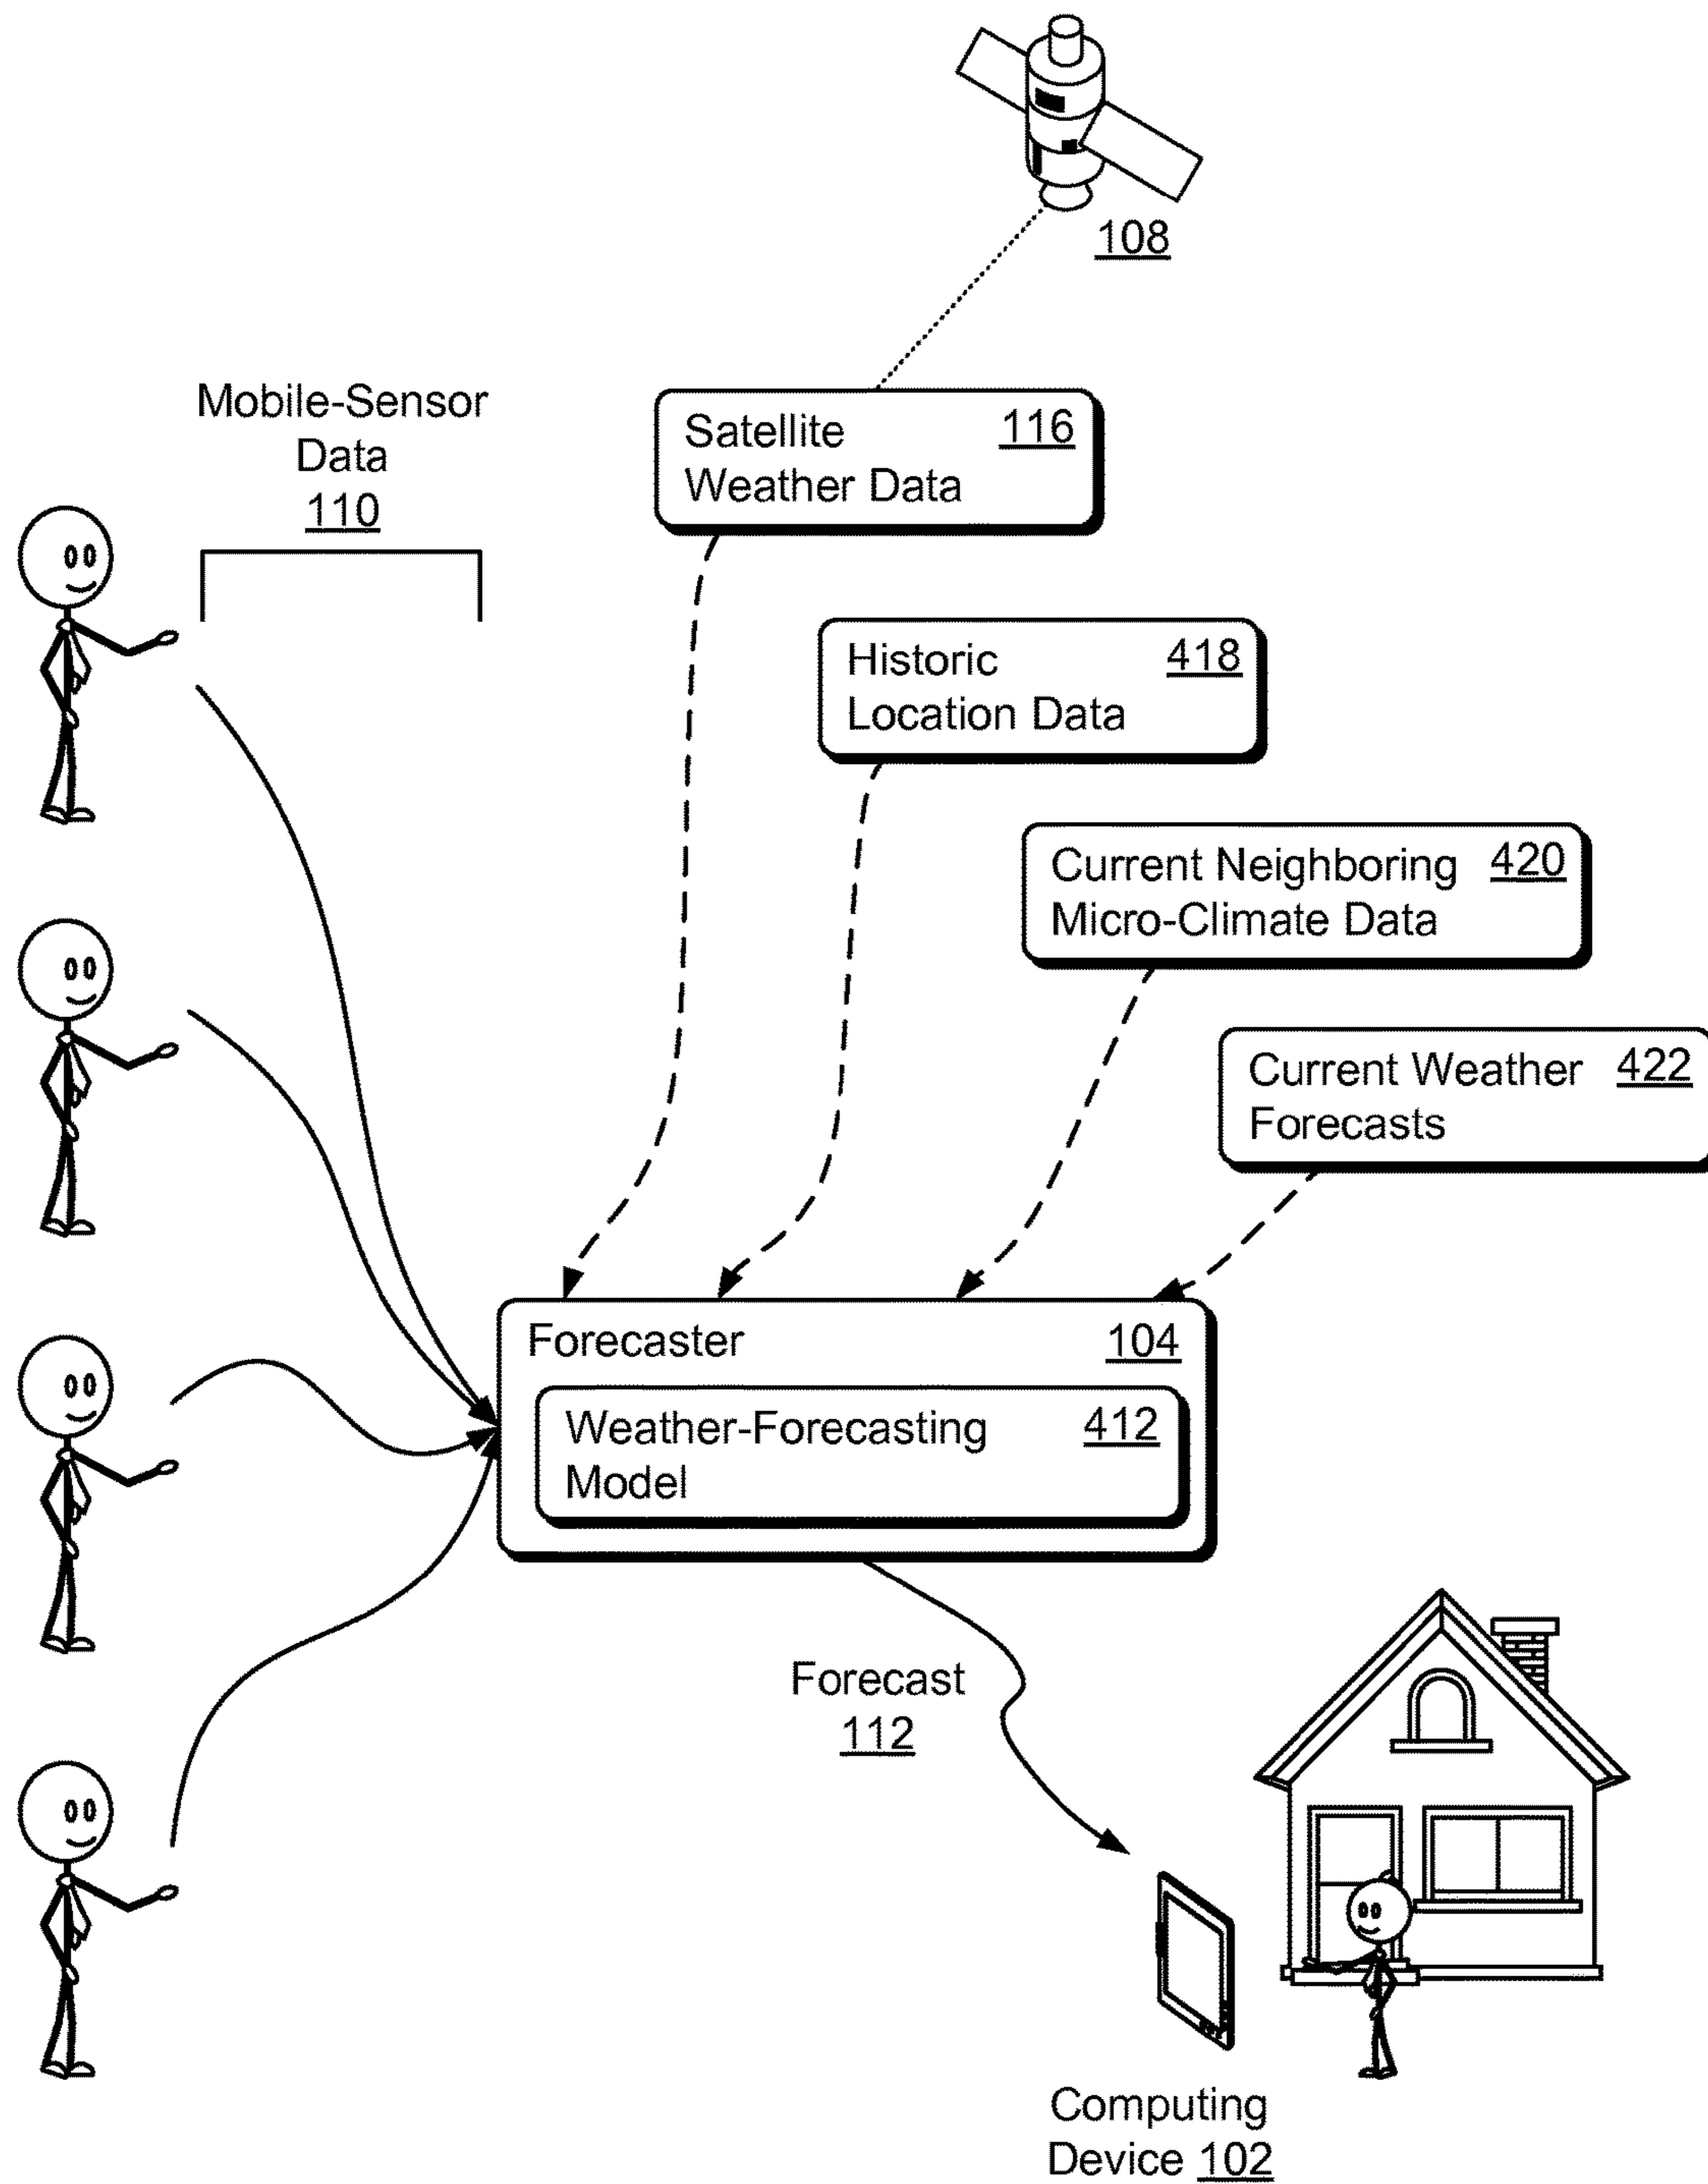 108
Mobile-Sensor
Data
110
Satellite 116
Weather Data
Historic 418
Location Data
Current Neighboring 420
Micro-Climate Data
Current Weather 422
Forecasts
Forecaster 104
Weather-Forecasting 412
Model
Forecast
112
Computing
Device 102